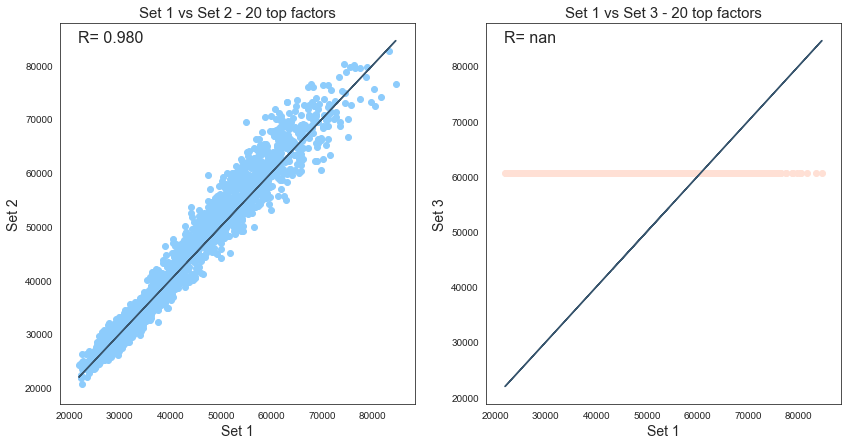 Set 1 vs Set 2 - 20 top factors
R= 0.980
80000
70000
60000
50000
40000
30000
20000
Set 2
20000 30000 40000 50000 60000 70000 80000
Set 1
Set 1 vs Set 3 - 20 top factors
R= nan
80000
70000
60000
50000
40000
30000
20000
Set 3
20000 30000 40000 50000 60000 70000 80000
Set 1